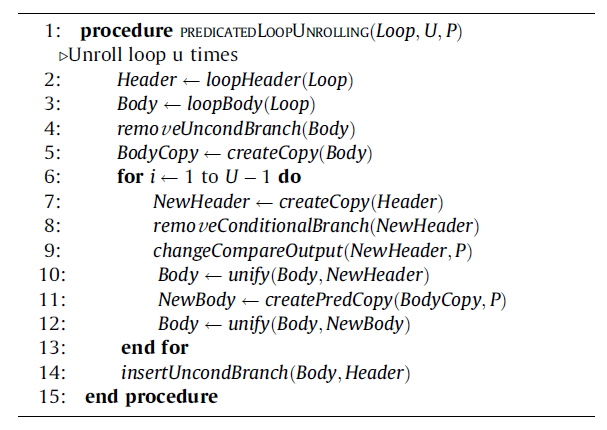 1: procedure PREDICATEDLOOPUNROLLING(Loop, U, P)
▹Unroll loop u times
2: Header ← loopHeader(Loop)
3: Body ← loopBody(Loop)
4: removeUncondBranch(Body)
5: BodyCopy ← createCopy(Body)
6: for i ← 1 to U − 1 do
7: NewHeader ← createCopy(Header)
8: removeConditionalBranch(NewHeader)
9: changeCompareOutput(NewHeader, P)
10: Body ← unify(Body, NewHeader)
11: NewBody ← createPredCopy(BodyCopy, P)
12: Body ← unify(Body, NewBody)
13: end for
14: insertUncondBranch(Body, Header)
15: end procedure